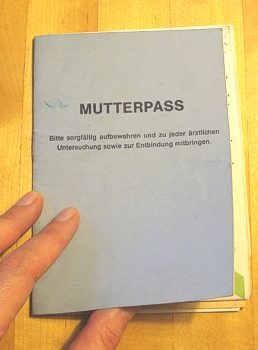 MUTTERPASS
Bitte sorgfältig aufbewahren und zu jeder ärztlichen
Untersuchung sowie zur Entbindung mitbringen.